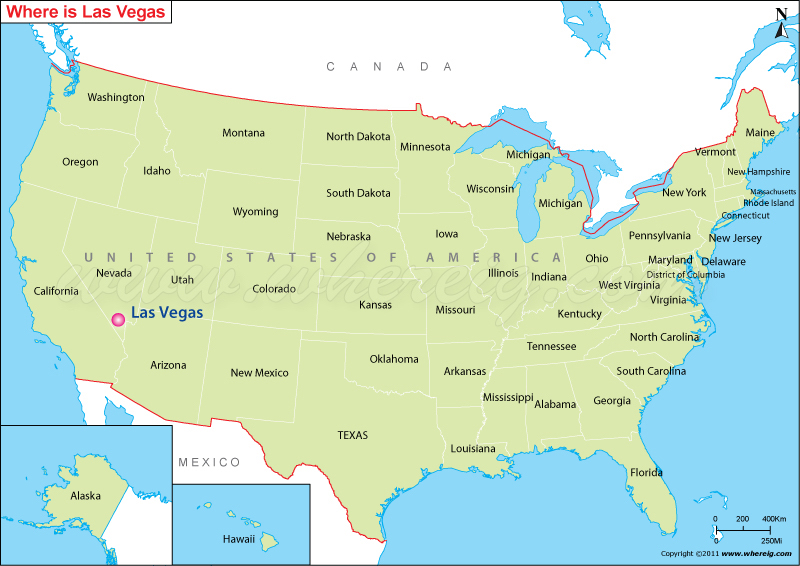 Where is Las Vegas
N
CANADA
Washington
Montana
North Dakota
Minnesota
Michigan
Maine
Vermont
New Hampshire
Massachusetts
Rhode Island
Connecticut
Oregon
Idaho
Wyoming
South Dakota
Wisconsin
Michigan
New York
Nebraska
Iowa
Pennsylvania
New Jersey
UNITED STATES OF AMERICA
www.whereig.com
Nevada
Utah
Colorado
Illinois
Indiana
Ohio
Maryland
Delaware
District of Columbia
West Virginia
Virginia
California
Kansas
Missouri
Kentucky
Las Vegas
Arizona
New Mexico
Oklahoma
Arkansas
Tennessee
North Carolina
South Carolina
Mississippi
Alabama
Georgia
TEXAS
Louisiana
Florida
MEXICO
Alaska
Hawaii
0 200 400Km
0 250Mi
Copyright ©2011 www.whereig.com